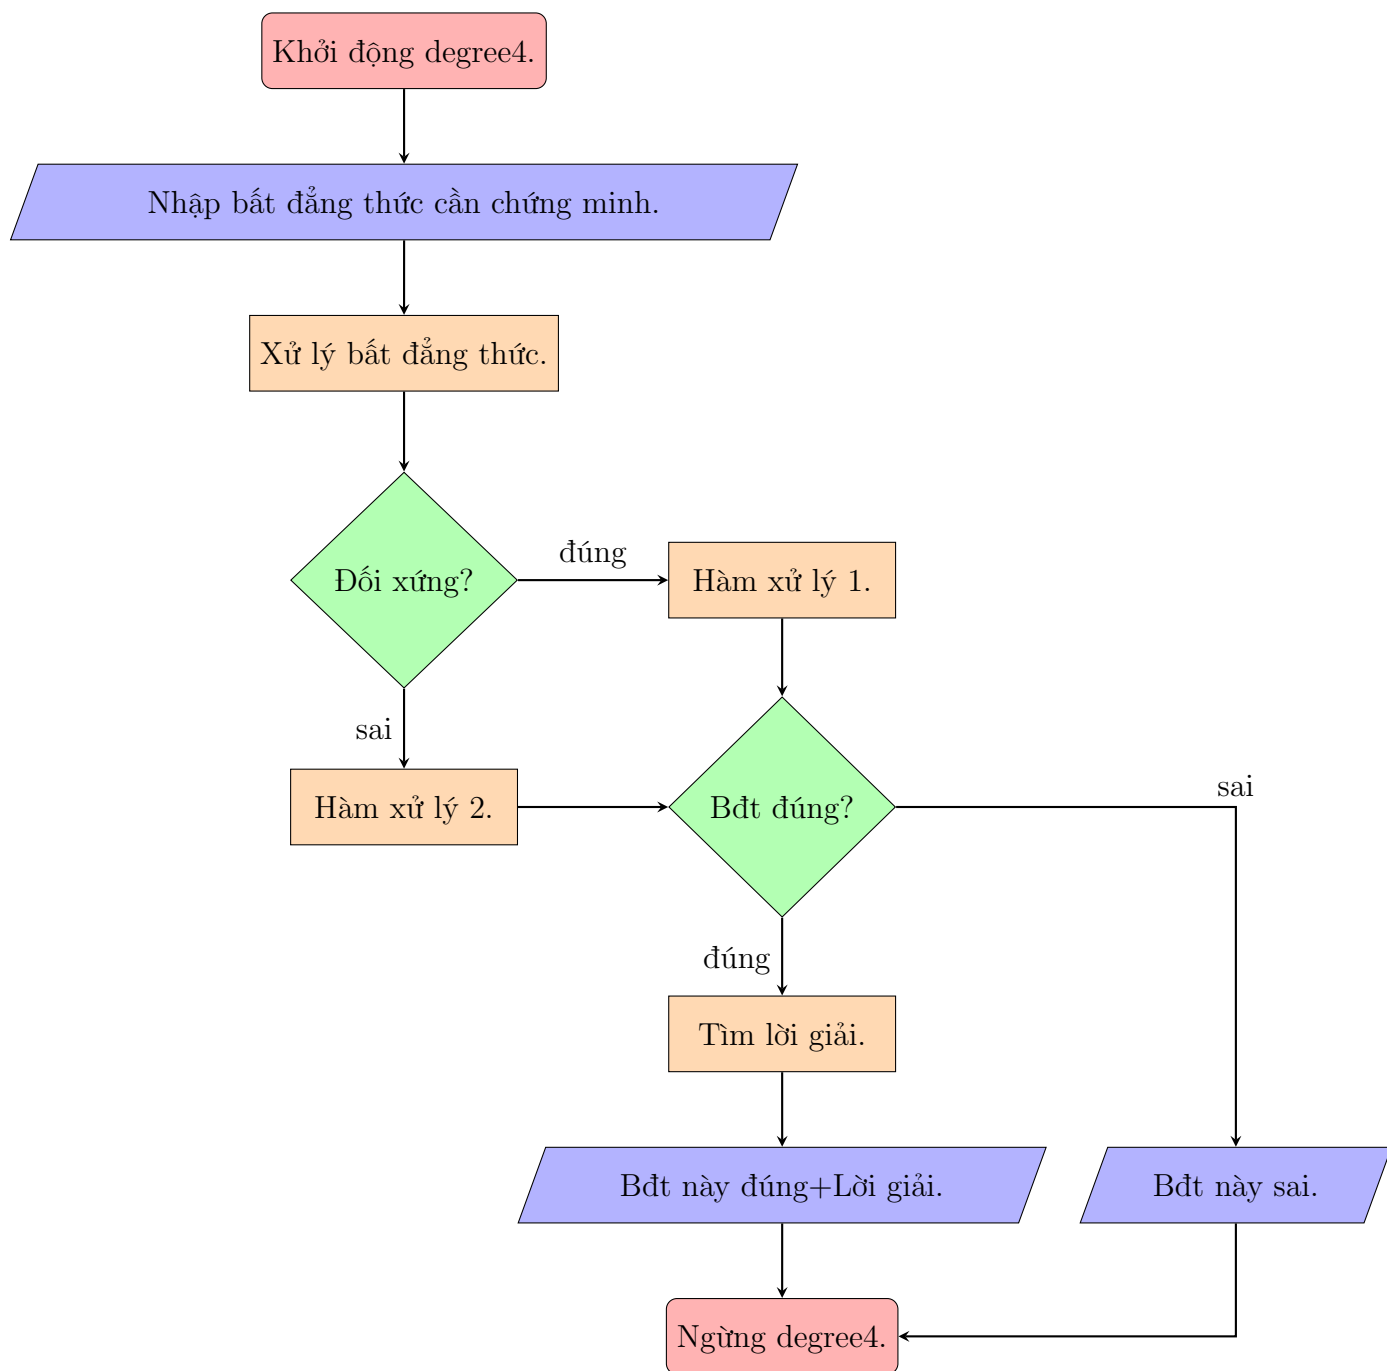 Khởi động degree4.
Nhập bất đẳng thức cần chứng minh.
Xử lý bất đẳng thức.
Đối xứng?
đúng
Hàm xử lý 1.
sai
Hàm xử lý 2.
Bđt đúng?
sai
đúng
Tìm lời giải.
Bđt này đúng+Lời giải.
Bđt này sai.
Ngừng degree4.